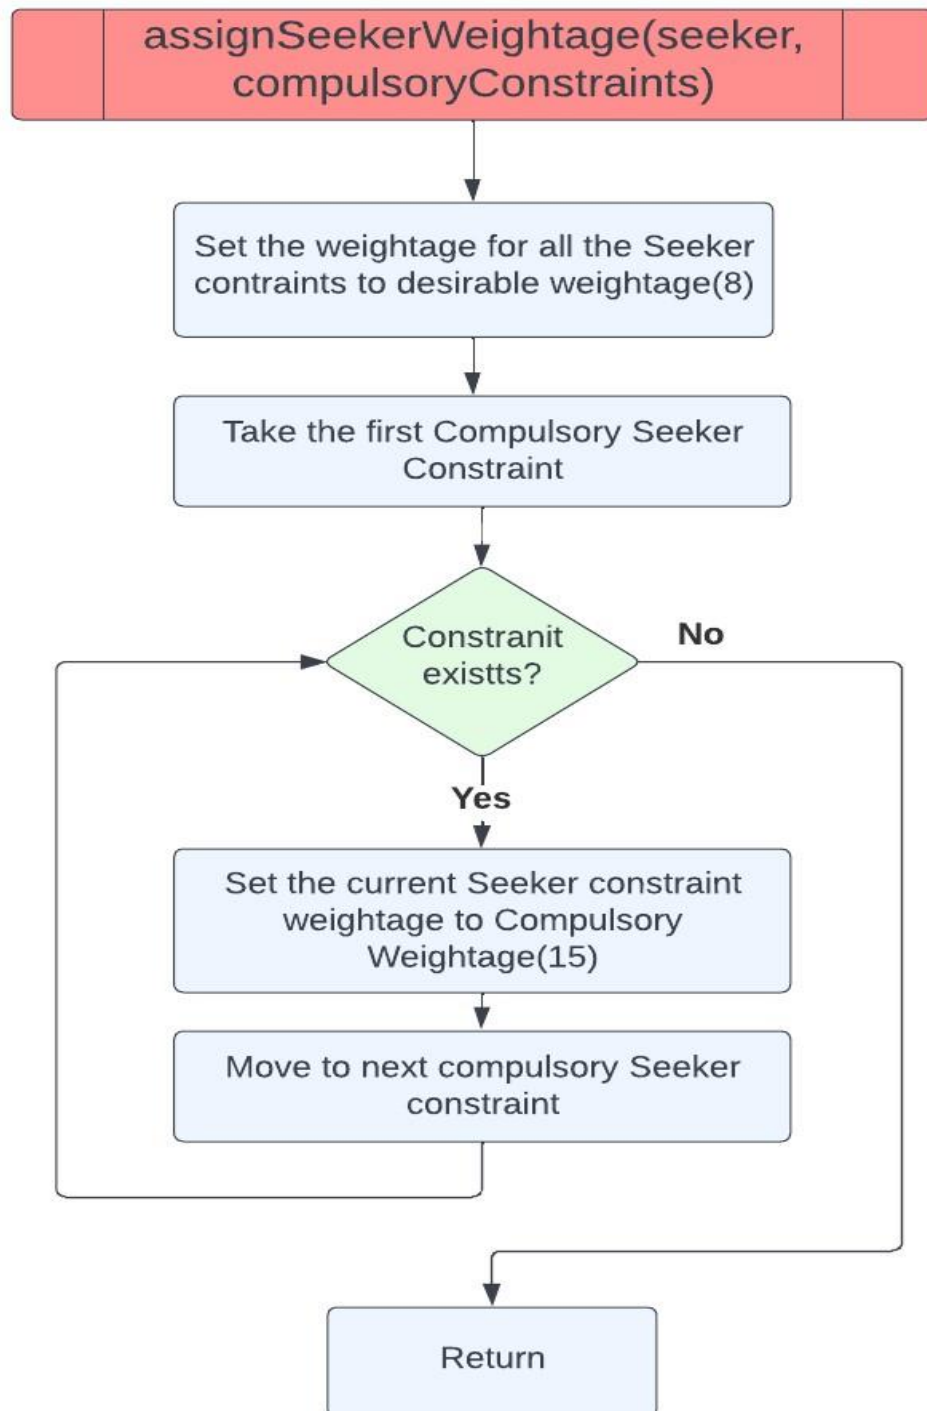 assignSeekerWeightage(seeker,
compulsoryConstraints)
Set the weightage for all the Seeker
contraints to desirable weightage(8)
Take the first Compulsory Seeker
Constraint
Constranit
existts?
No
Yes
Set the current Seeker constraint
weightage to Compulsory
Weightage(15)
Move to next compulsory Seeker
constraint
Return